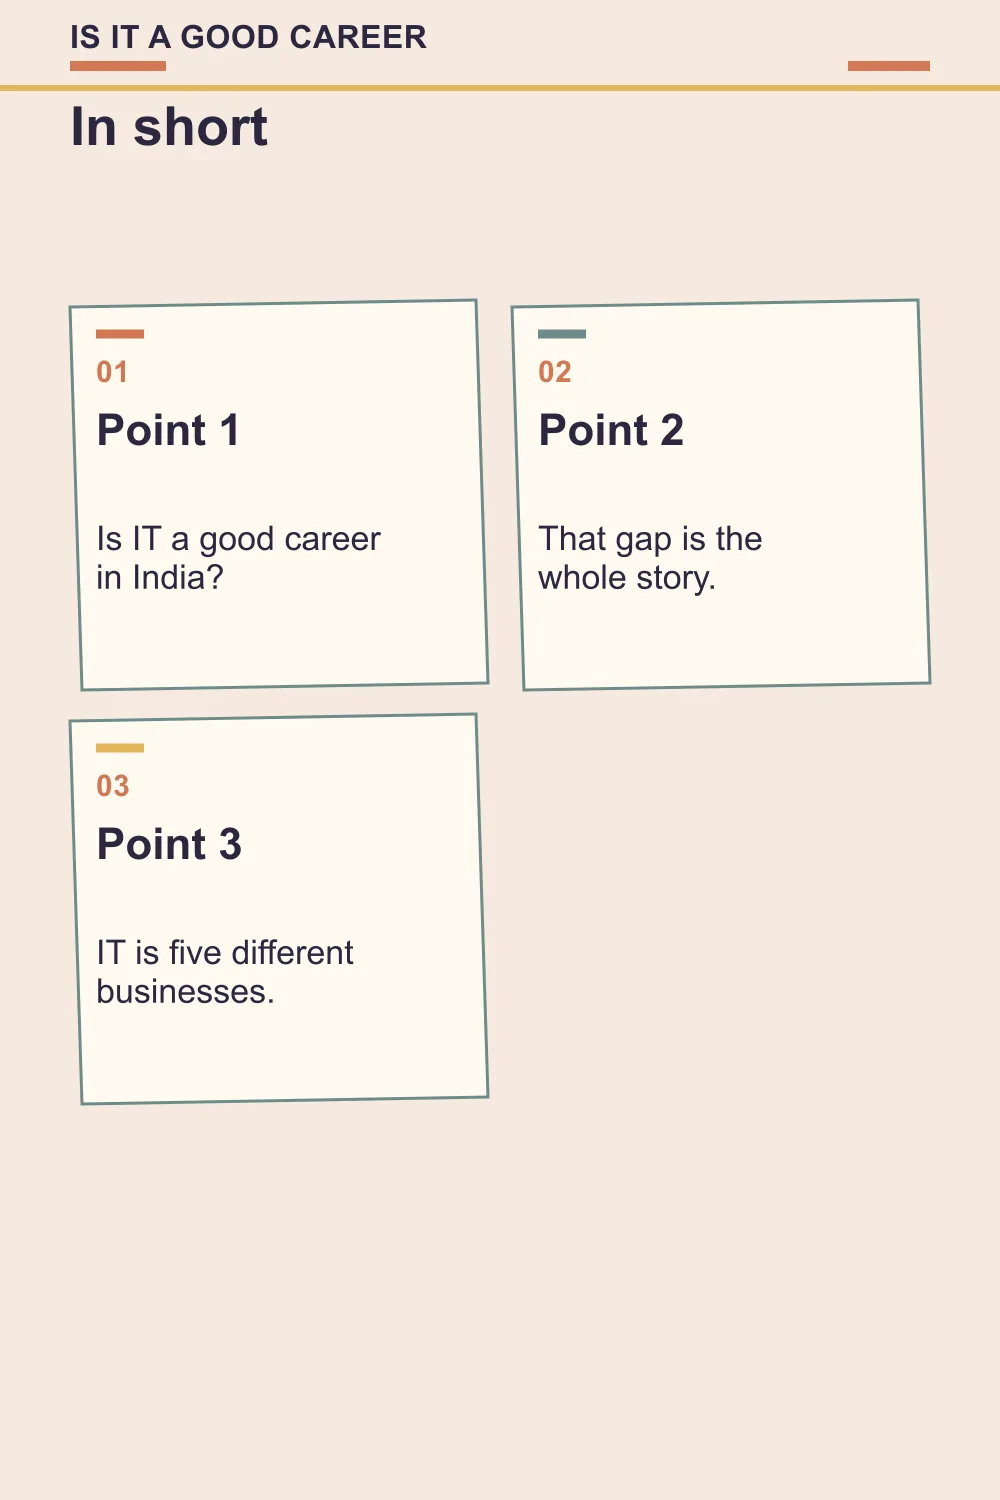 IS IT A GOOD CAREER
In short
01
Point 1
Is IT a good career
in India?
02
Point 2
That gap is the
whole story.
03
Point 3
IT is five different
businesses.